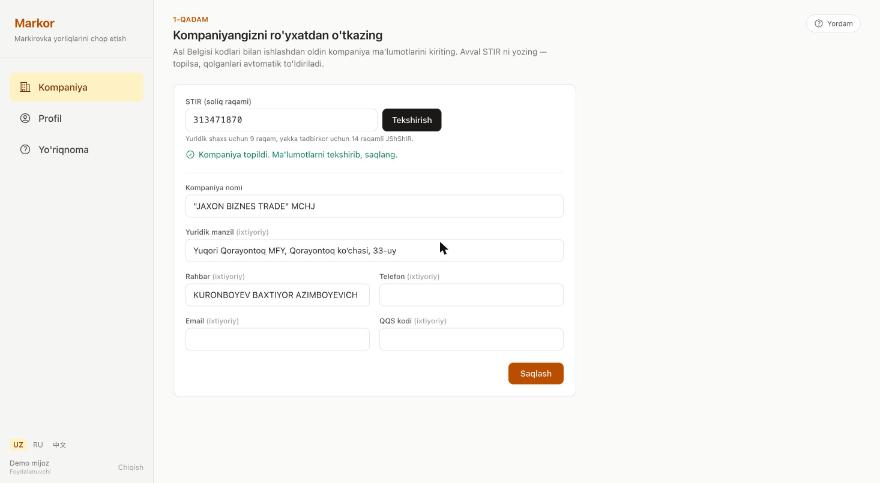 Markor
Markirovka yorliqlarini chop etish
Kompaniya
Profil
Yo'riqnoma
UZ RU 中文
Demo mijoz
Foydalanuvchi
Chiqish
1-QADAM
Kompaniyangizni ro'yxatdan o'tkazing
Asl Belgisi kodlari bilan ishlashdan oldin kompaniya ma'lumotlarini kiriting. Avval STIR ni yozing —
topilsa, qolganlari avtomatik to'ldiriladi.
Yordam
STIR (soliq raqami)
313471870
Tekshirish
Yuridik shaxs uchun 9 raqam, yakka tadbirkor uchun 14 raqamli JShShIR.
Kompaniya topildi. Ma'lumotlarni tekshirib, saqlang.
Kompaniya nomi
"JAXON BIZNES TRADE" MCHJ
Yuridik manzil (ixtiyoriy)
Yuqori Qorayontoq MFY, Qorayontoq ko'chasi, 33-uy
Rahbar (ixtiyoriy)
KURONBOYEV BAXTIYOR AZIMBOYEVICH
Telefon (ixtiyoriy)
Email (ixtiyoriy)
QQS kodi (ixtiyoriy)
Saqlash